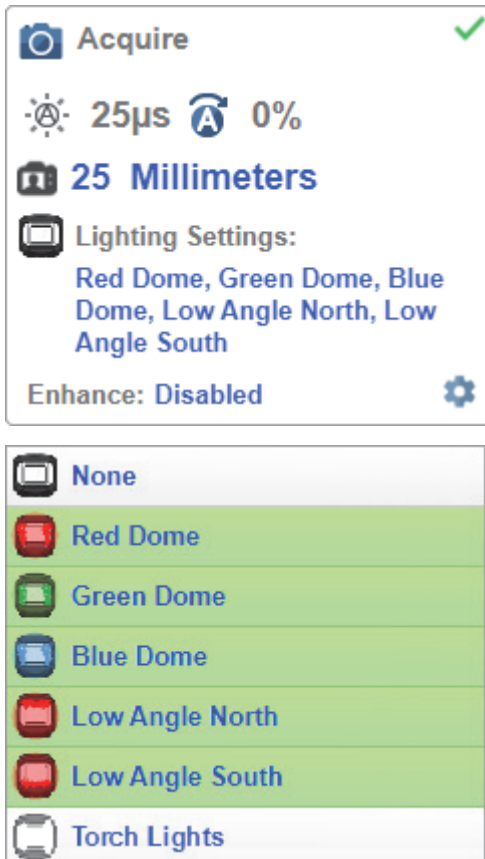 Acquire
25µs 0%
25 Millimeters
Lighting Settings:
Red Dome, Green Dome, Blue
Dome, Low Angle North, Low
Angle South
Enhance: Disabled
None
Red Dome
Green Dome
Blue Dome
Low Angle North
Low Angle South
Torch Lights